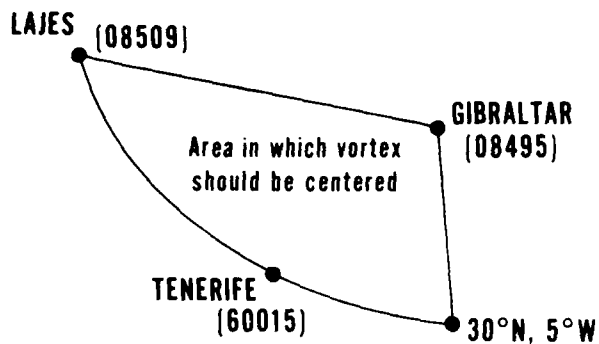 LAJES
(08509)
GIBRALTAR
(08495)
Area in which vortex
should be centered
TENERIFE
(60015)
30°N, 5°W